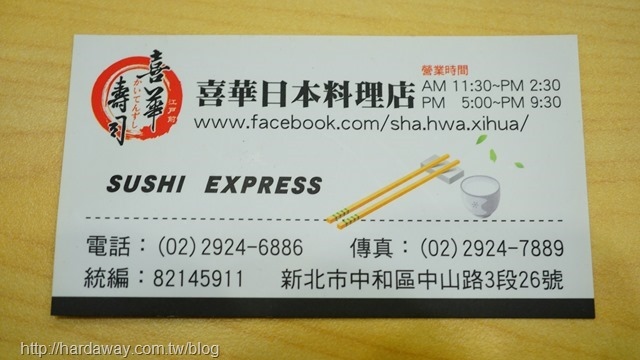 喜華
壽司
かいてんずし
江戸前
喜華日本料理店
營業時間
AM 11:30~PM 2:30
PM 5:00~PM 9:30
www.facebook.com/sha.hwa.xihua/
SUSHI EXPRESS
電話：(02)2924-6886 傳真：(02)2924-7889
統編：82145911 新北市中和區中山路3段26號
http://hardaway.com.tw/blog